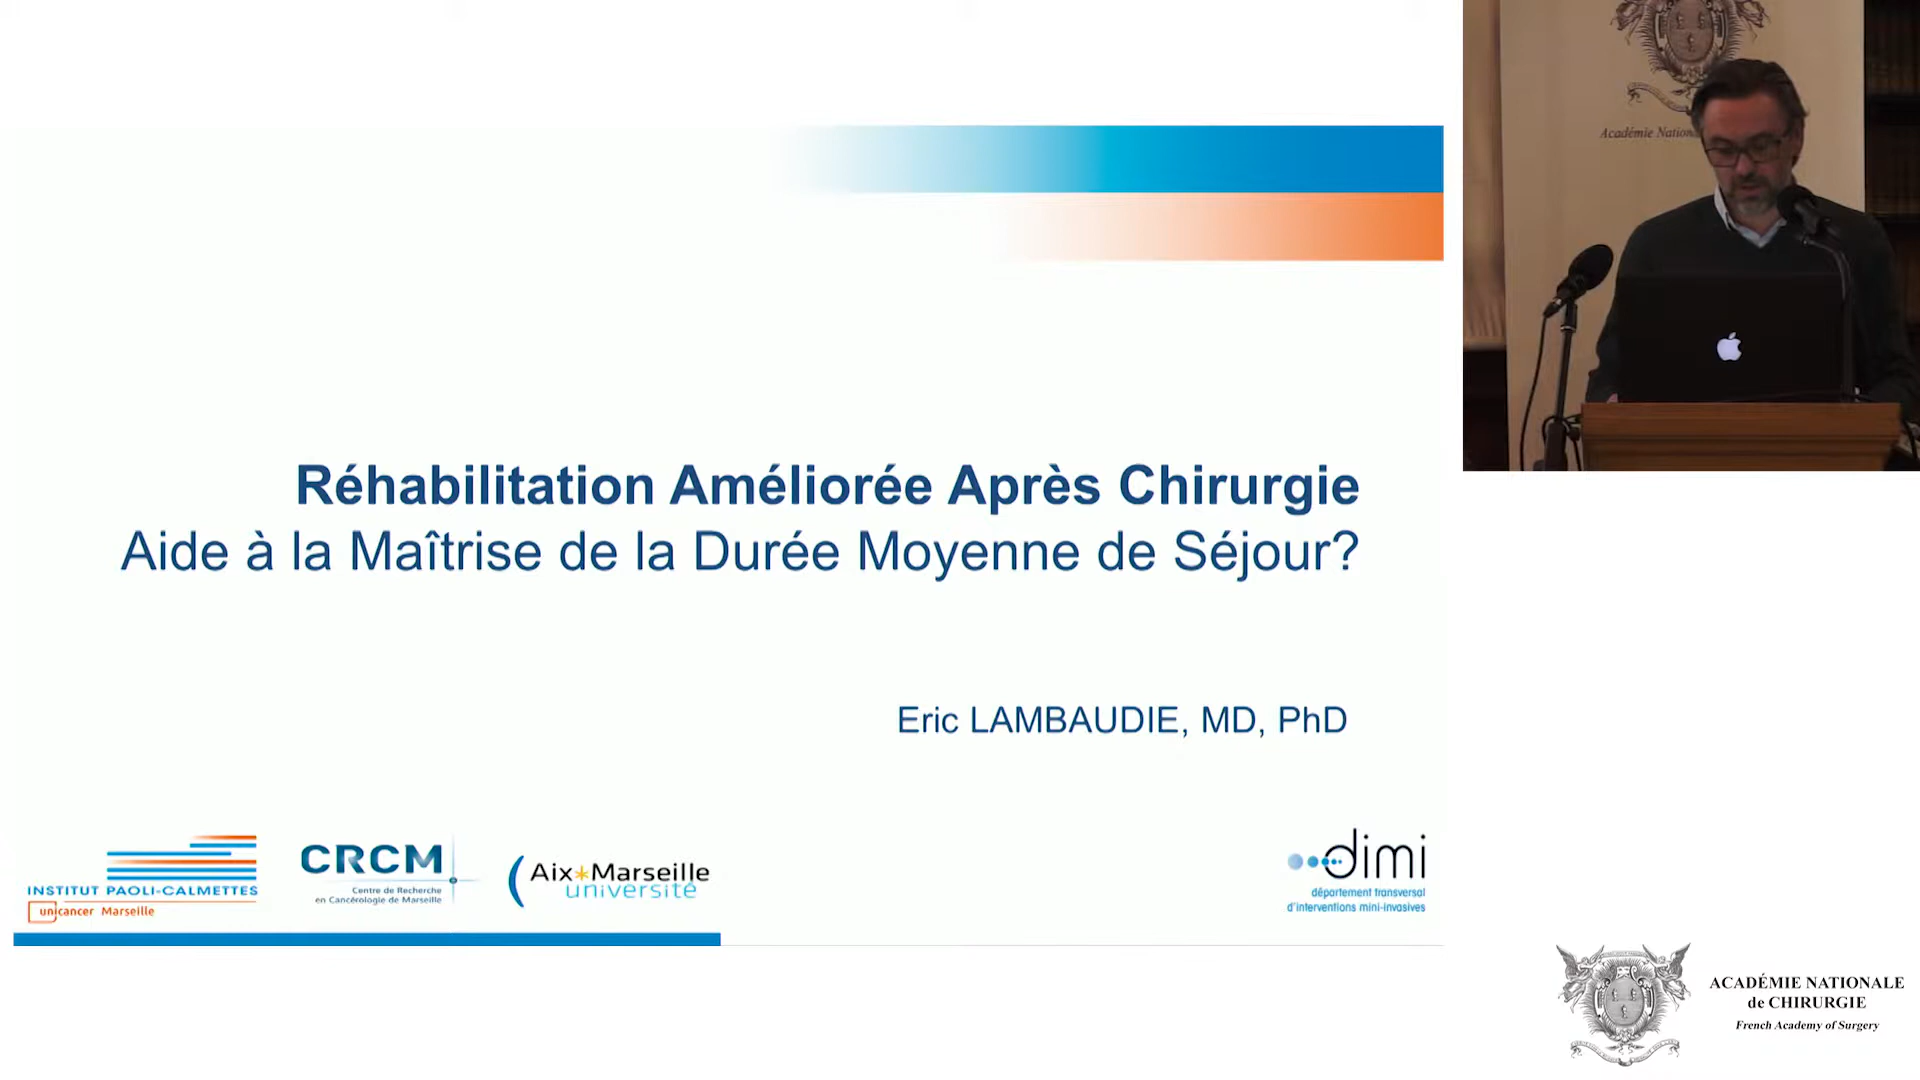 Académie Nation
Réhabilitation Améliorée Après Chirurgie
Aide à la Maîtrise de la Durée Moyenne de Séjour?
Eric LAMBAUDIE, MD, PhD
INSTITUT PAOLI-CALMETTES
unicancer Marseille
CRCM
Centre de Recherche
en Cancérologie de Marseille
Aix*Marseille
université
dimi
département transversal
d'interventions mini-invasives
ACADÉMIE NATIONALE
de CHIRURGIE
French Academy of Surgery